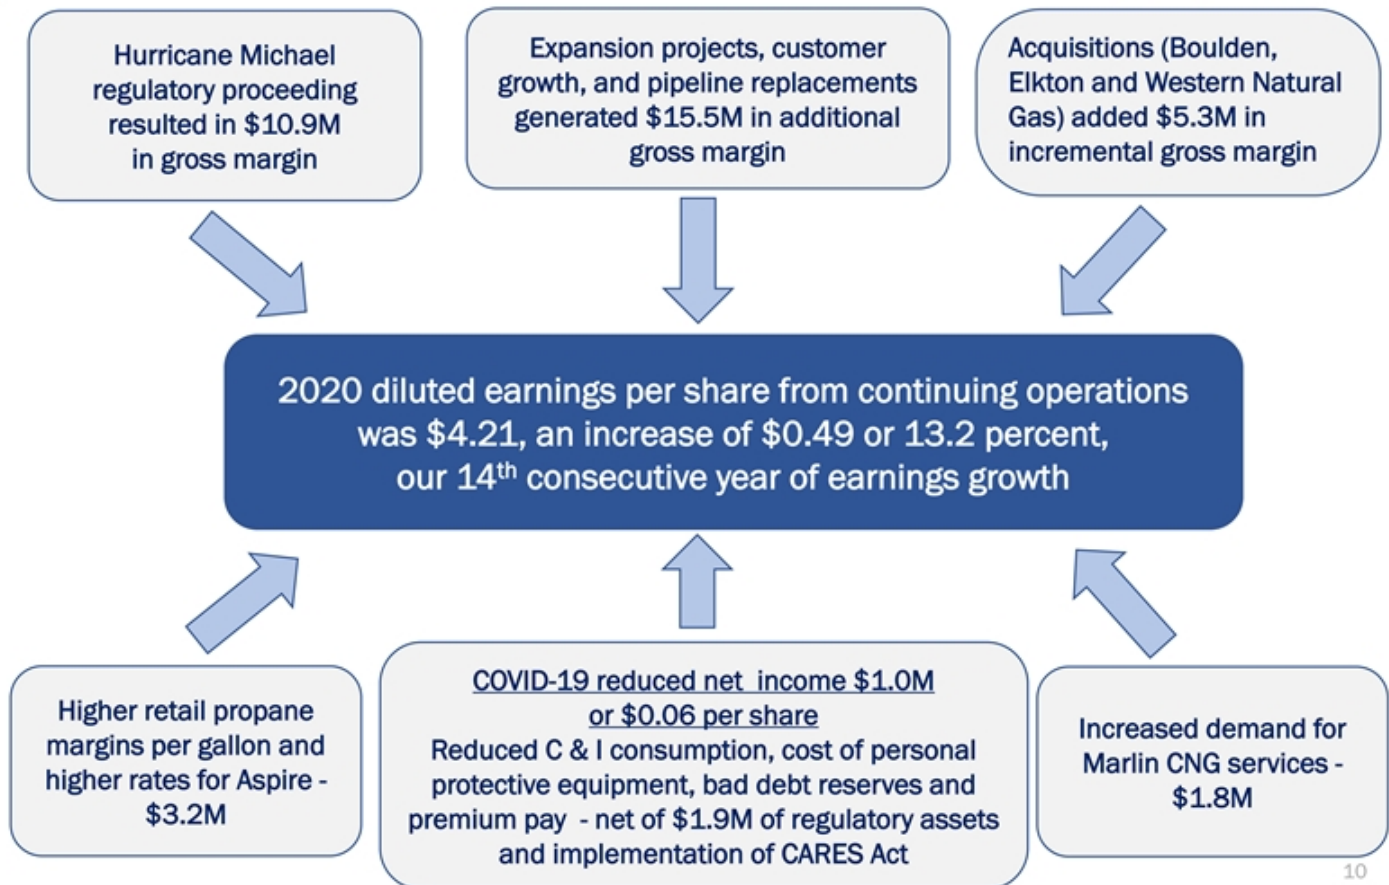 Hurricane Michael
regulatory proceeding
resulted in $10.9M
in gross margin
Expansion projects, customer
growth, and pipeline replacements
generated $15.5M in additional
gross margin
Acquisitions (Boulden,
Elkton and Western Natural
Gas) added $5.3M in
incremental gross margin
2020 diluted earnings per share from continuing operations
was $4.21, an increase of $0.49 or 13.2 percent,
our 14th consecutive year of earnings growth
Higher retail propane
margins per gallon and
higher rates for Aspire -
$3.2M
COVID-19 reduced net income $1.0M
or $0.06 per share
Reduced C & I consumption, cost of personal
protective equipment, bad debt reserves and
premium pay - net of $1.9M of regulatory assets
and implementation of CARES Act
Increased demand for
Marlin CNG services -
$1.8M
10